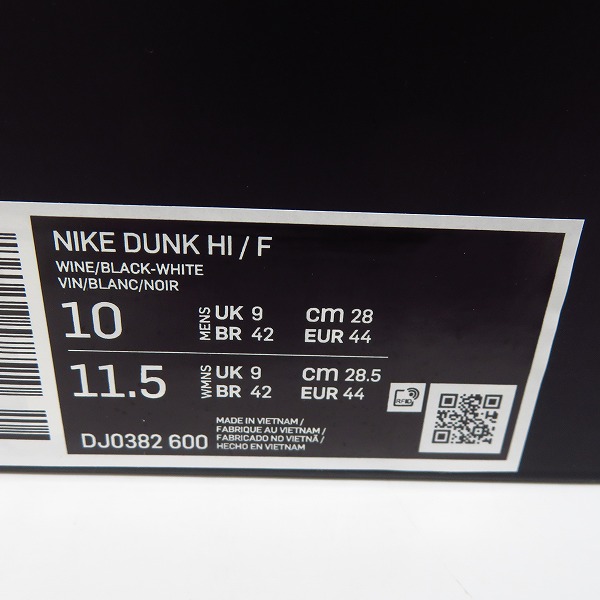 NIKE DUNK HI / F
WINE/BLACK-WHITE
VIN/BLANC/NOIR
10 MENS UK 9 cm 28
BR 42 EUR 44
11.5 WMNS UK 9 cm 28.5
BR 42 EUR 44
RFID
DJ0382 600
MADE IN VIETNAM /
FABRIQUE AU VIETNAM /
FABRICADO NO VIETNÃ /
HECHO EN VIETNAM